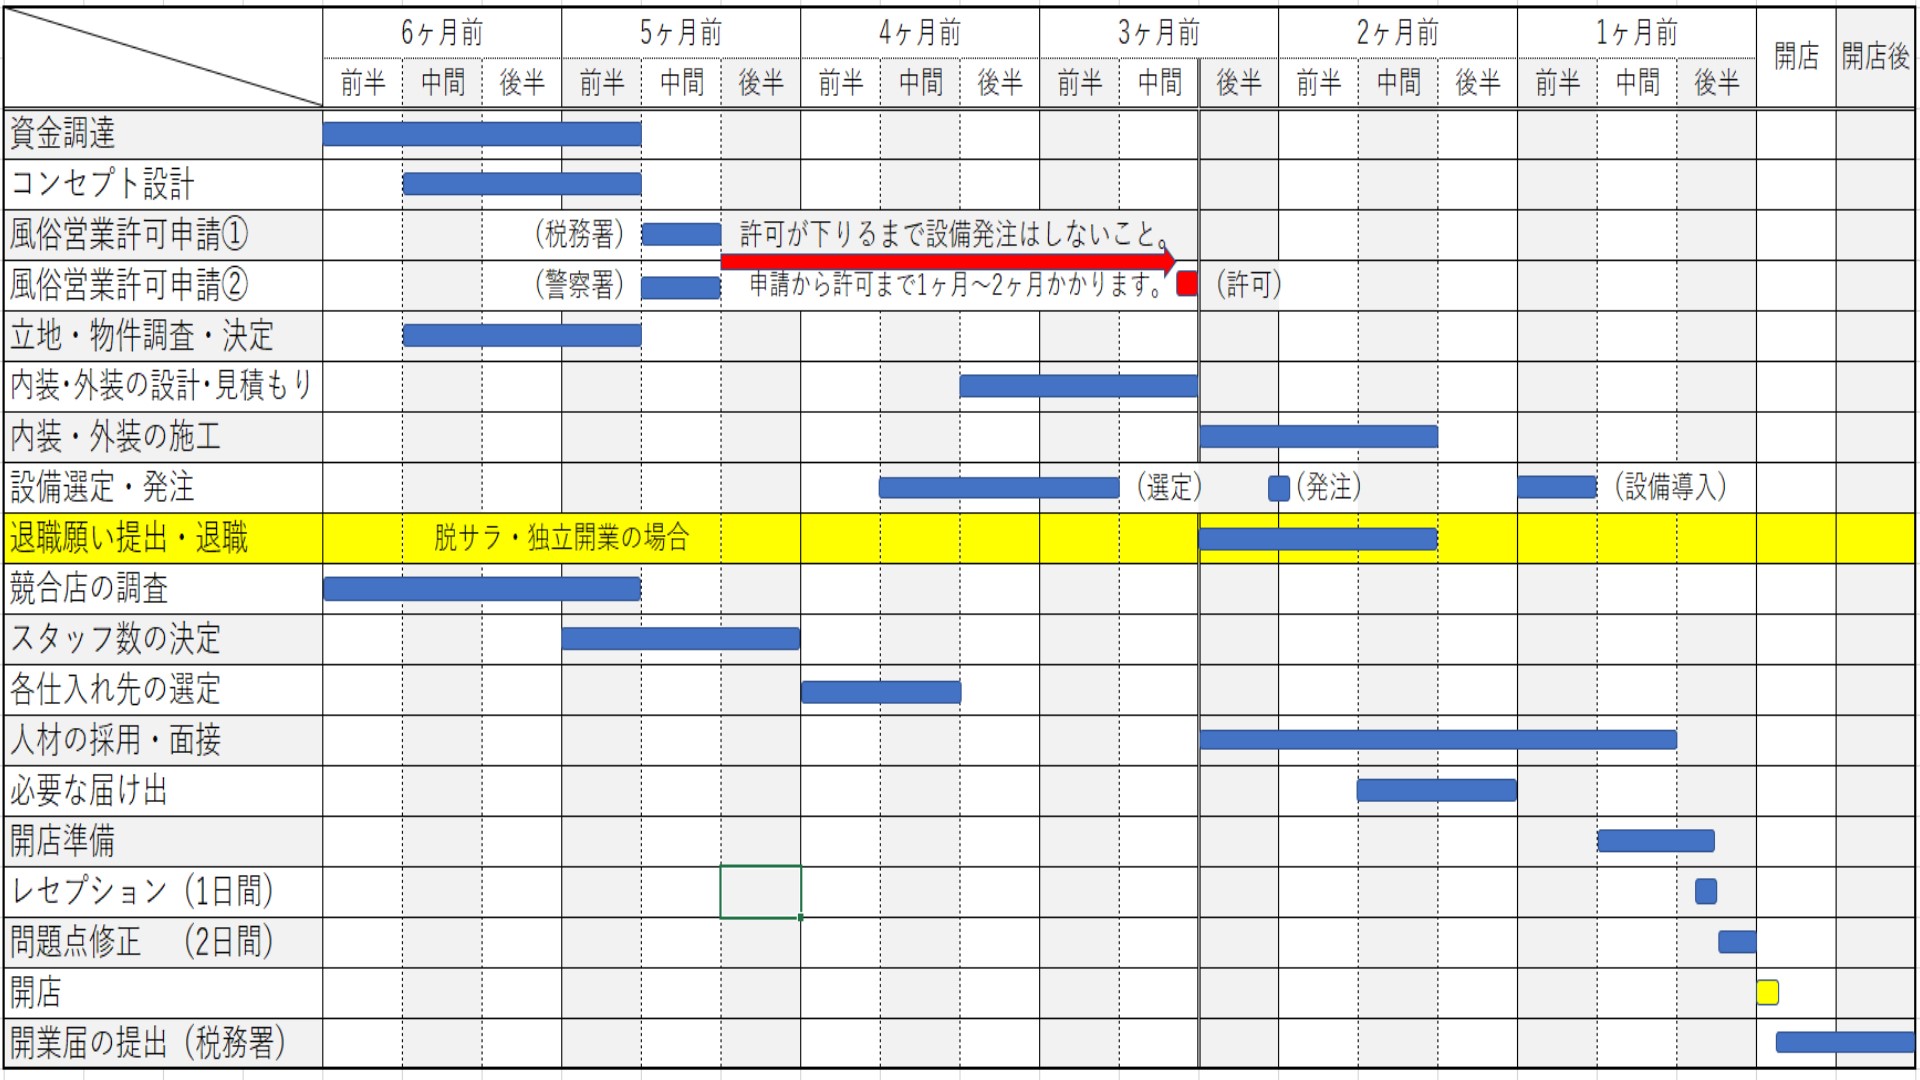 6ヶ月前 5ヶ月前 4ヶ月前 3ヶ月前 2ヶ月前 1ヶ月前 開店 開店後
前半 中間 後半 前半 中間 後半 前半 中間 後半 前半 中間 後半 前半 中間 後半 前半 中間 後半
資金調達
コンセプト設計
風俗営業許可申請① (税務署) 許可が下りるまで設備発注はしないこと。
風俗営業許可申請② (警察署) 申請から許可まで1ヶ月～2ヶ月かかります。 (許可)
立地・物件調査・決定
内装・外装の設計・見積もり
内装・外装の施工
設備選定・発注 (選定) (発注) (設備導入)
退職願い提出・退職 脱サラ・独立開業の場合
競合店の調査
スタッフ数の決定
各仕入れ先の選定
人材の採用・面接
必要な届け出
開店準備
レセプション (1日間)
問題点修正 (2日間)
開店
開業届の提出 (税務署)